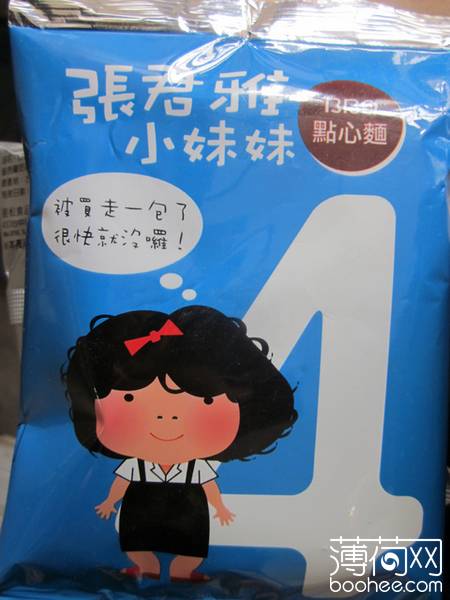 張君雅
小妹妹
點心麵
被買走一包了
很快就沒囉！
4
薄荷网
boohee.com